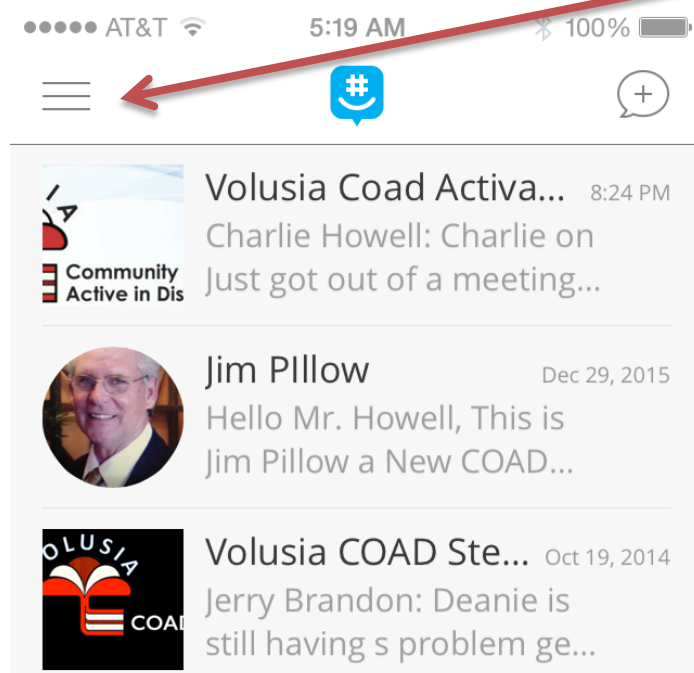 AT&T 5:19 AM 100%
#
Volusia Coad Activa... 8:24 PM
Charlie Howell: Charlie on
Just got out of a meeting...
Community
Active in Dis
Jim PIllow Dec 29, 2015
Hello Mr. Howell, This is
Jim Pillow a New COAD...
Volusia COAD Ste... Oct 19, 2014
Jerry Brandon: Deanie is
still having s problem ge...
OLUSIA
COA